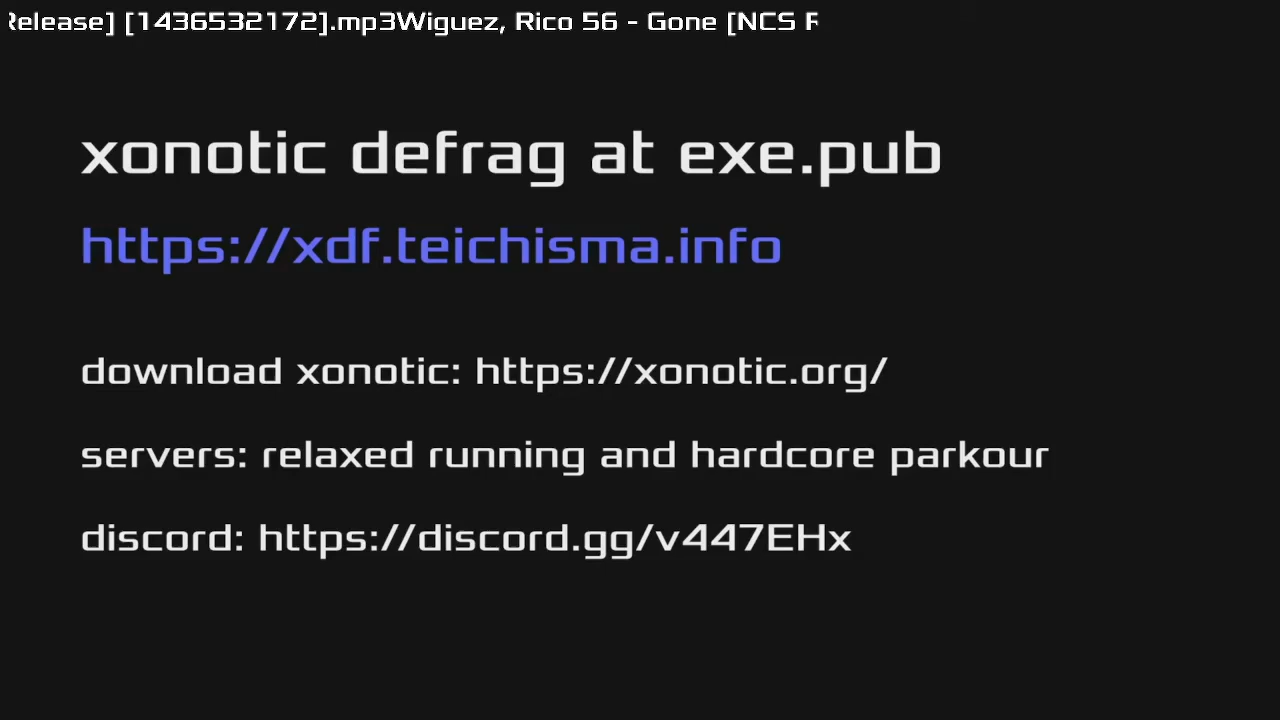 Release] [1436532172].mp3Wiguez, Rico 56 - Gone [NCS R
xonotic defrag at exe.pub
https://xdf.teichisma.info
download xonotic: https://xonotic.org/
servers: relaxed running and hardcore parkour
discord: https://discord.gg/v447EHx